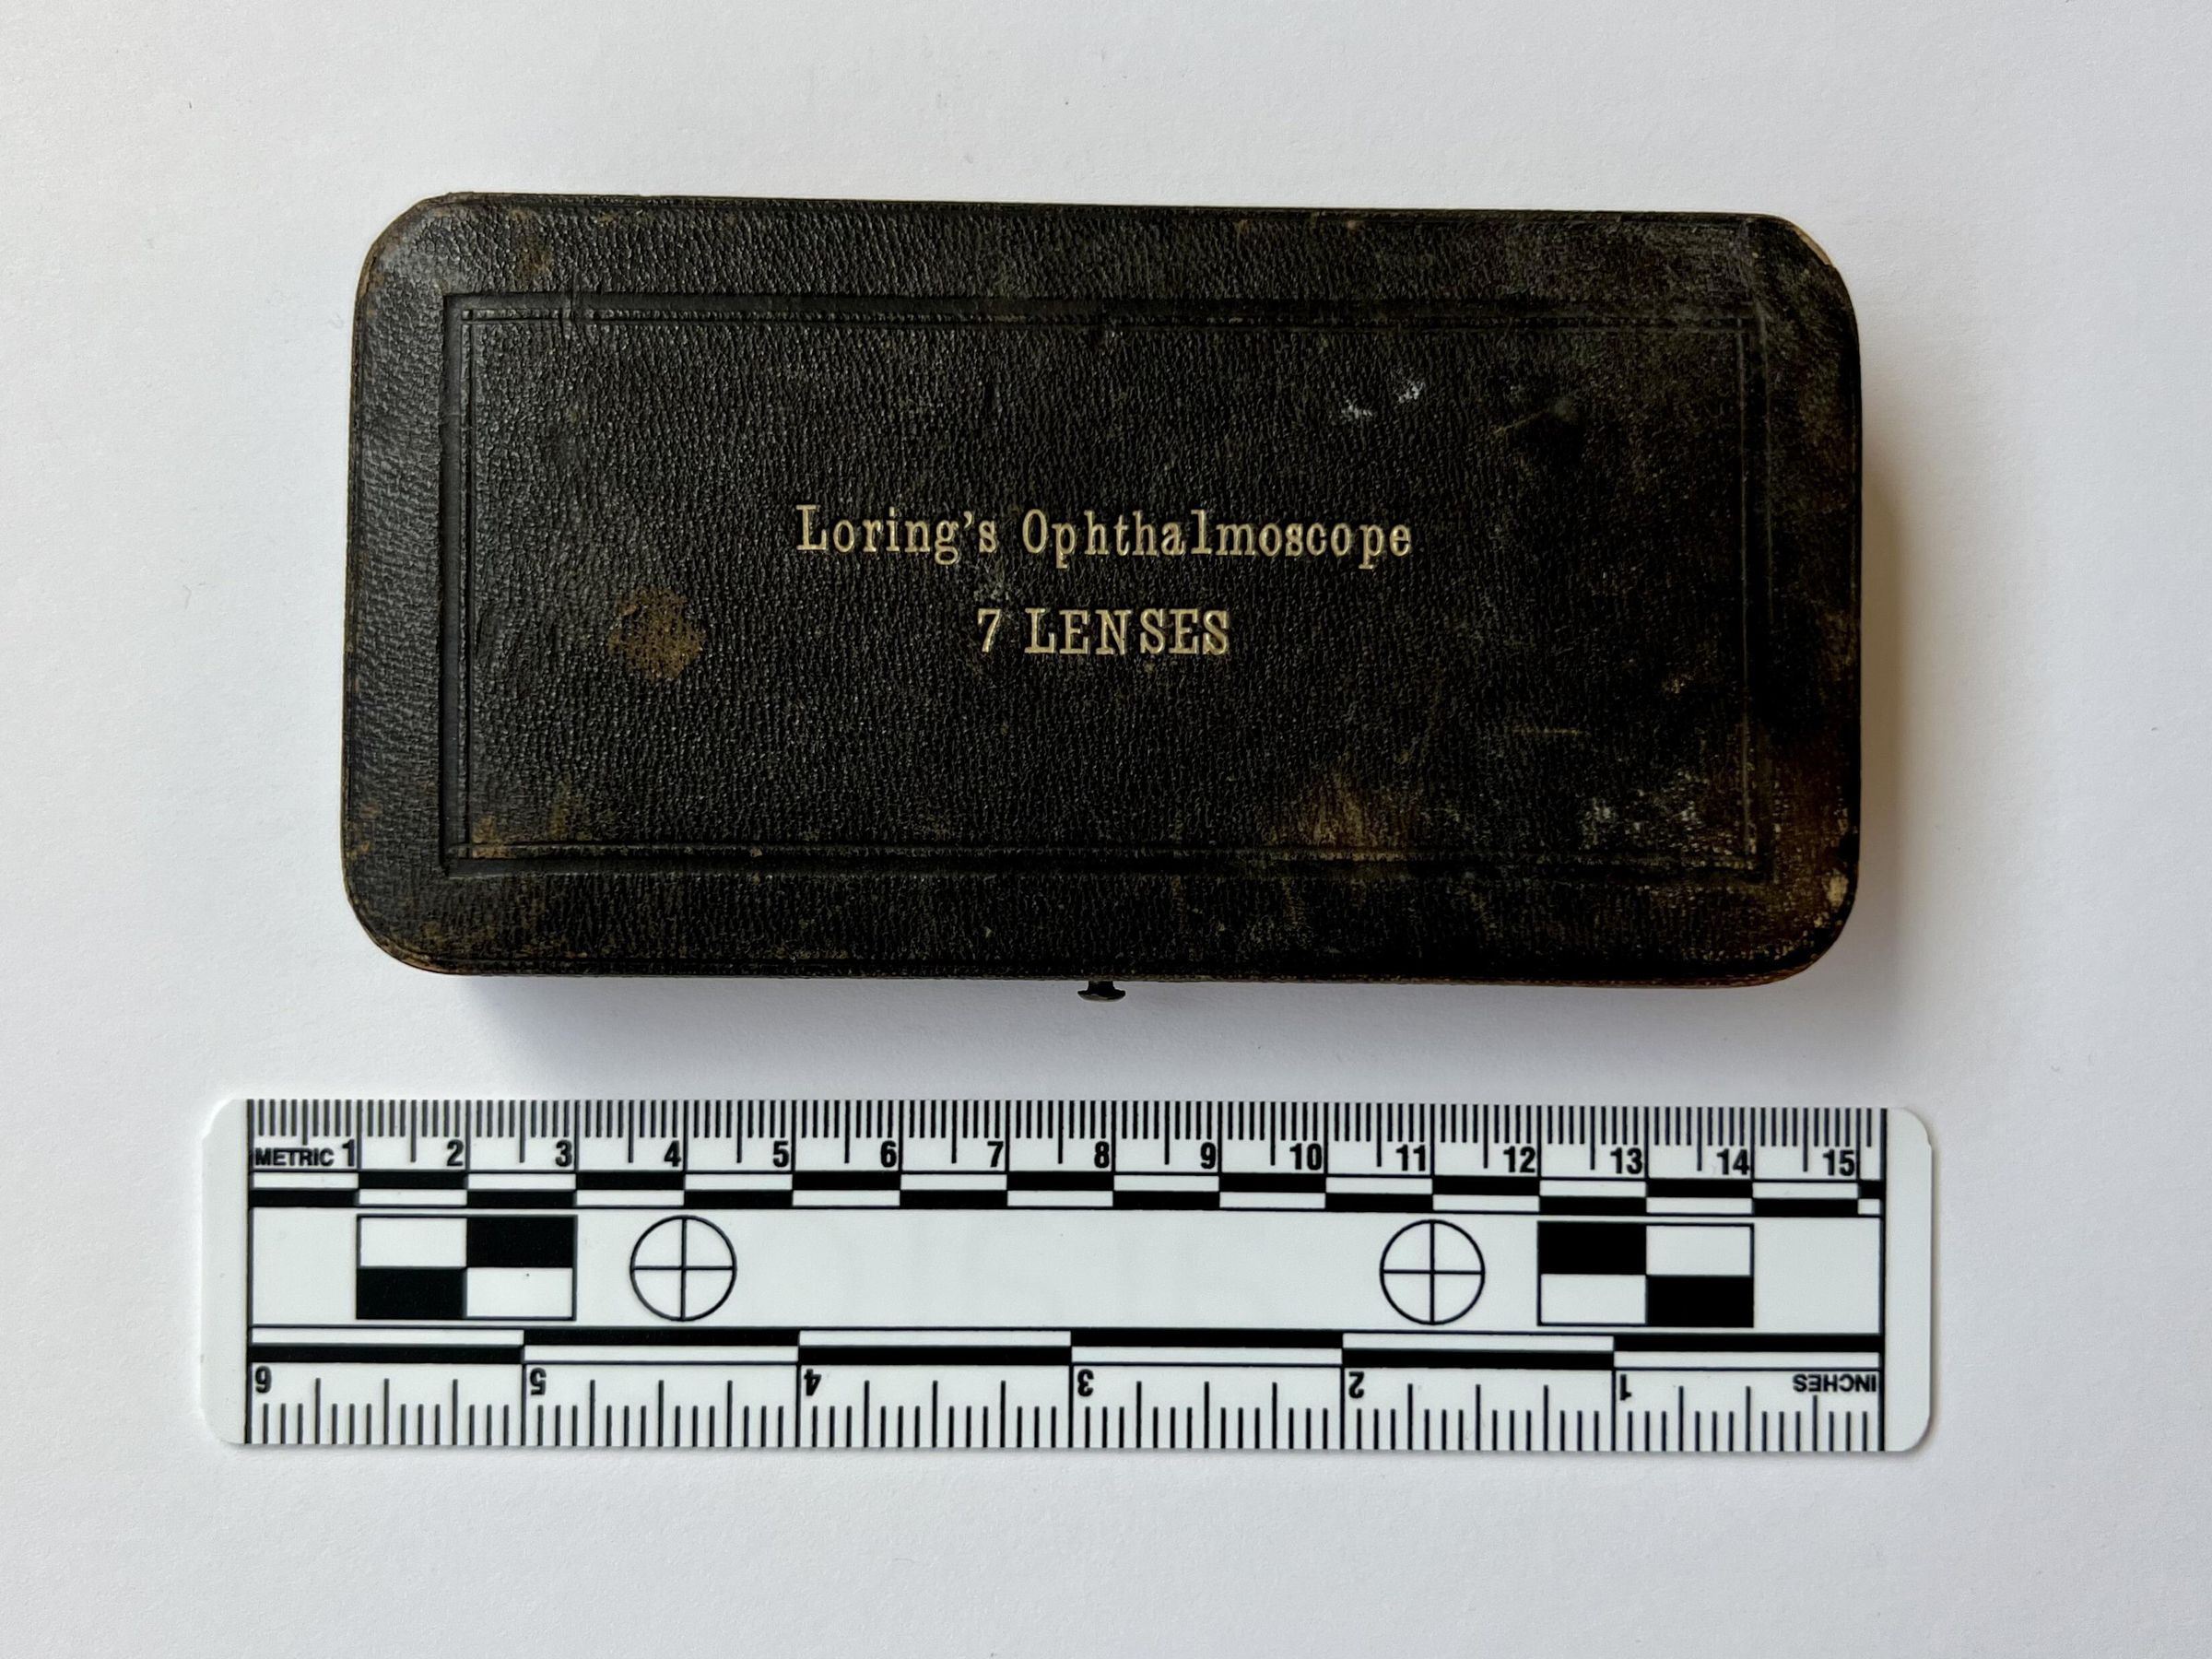 Loring's Ophthalmoscope
7 LENSES
METRIC 1 2 3 4 5 6 7 8 9 10 11 12 13 14 15
6 5 4 3 2 1 INCHES